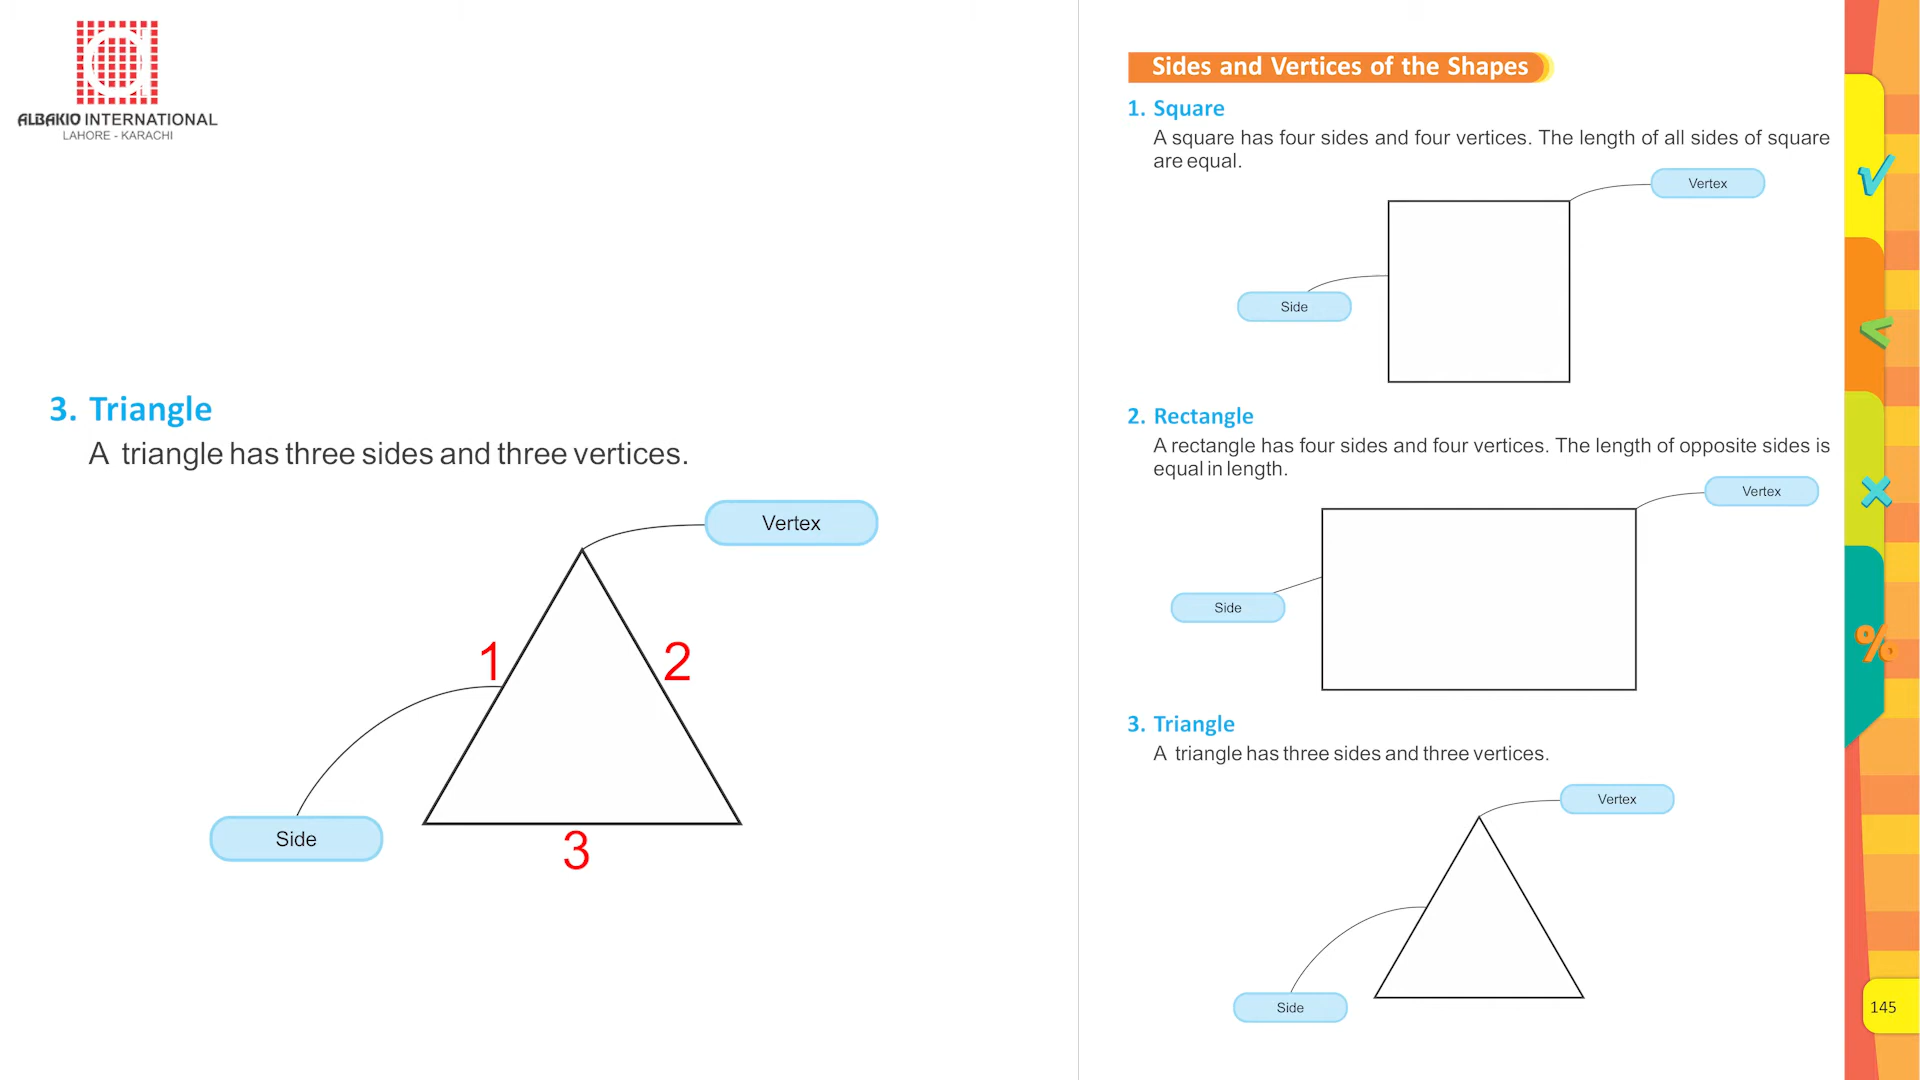 ALBAKIO INTERNATIONAL
LAHORE - KARACHI
3. Triangle
A triangle has three sides and three vertices.
Vertex
1
2
Side
3
Sides and Vertices of the Shapes
1. Square
A square has four sides and four vertices. The length of all sides of square
are equal.
Vertex
Side
2. Rectangle
A rectangle has four sides and four vertices. The length of opposite sides is
equal in length.
Vertex
Side
3. Triangle
A triangle has three sides and three vertices.
Vertex
Side
√
<
×
%
145